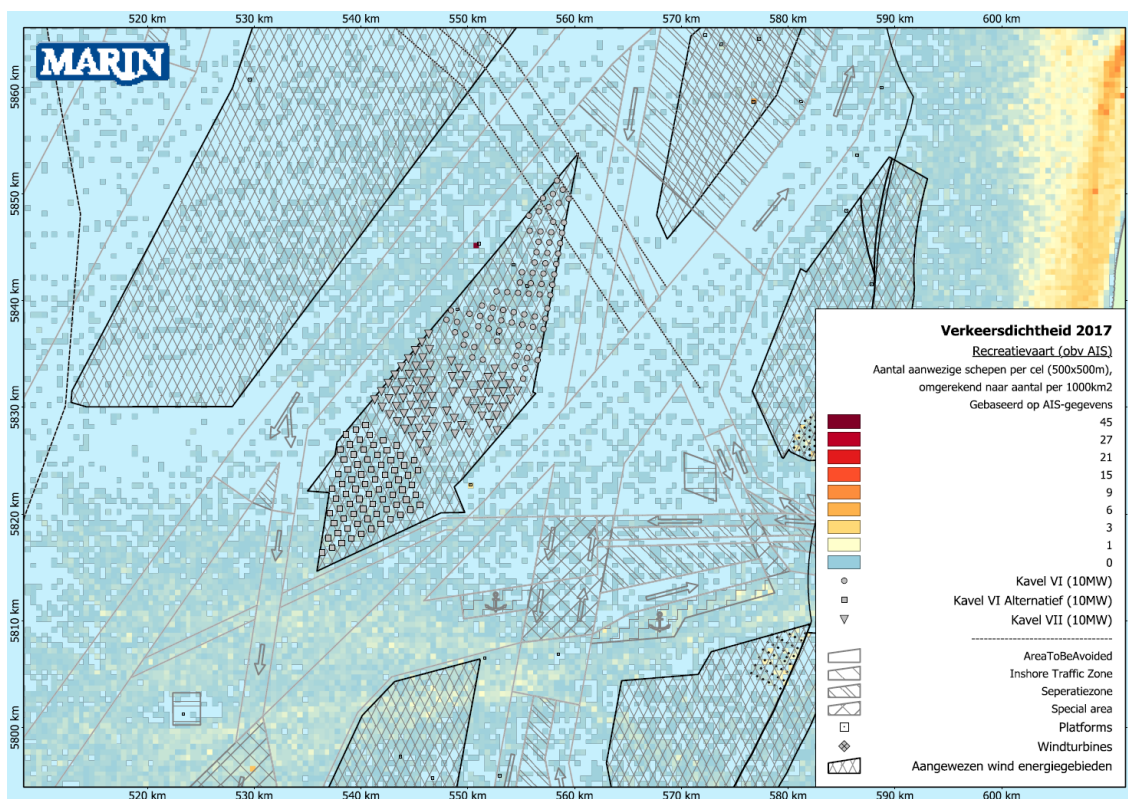 520 km 530 km 540 km 550 km 560 km 570 km 580 km 590 km 600 km
MARIN
5860 km
5850 km
5840 km
5830 km
5820 km
5810 km
5800 km
Verkeersdichtheid 2017
Recreatievaart (obv AIS)
Aantal aanwezige schepen per cel (500x500m),
omgerekend naar aantal per 1000km2
Gebaseerd op AIS-gegevens
45
27
21
15
9
6
3
1
0
Kavel VI (10MW)
Kavel VI Alternatief (10MW)
Kavel VII (10MW)
AreaToBeAvoided
Inshore Traffic Zone
Seperatiezone
Special area
Platforms
Windturbines
Aangewezen wind energiegebieden
520 km 530 km 540 km 550 km 560 km 570 km 580 km 590 km 600 km